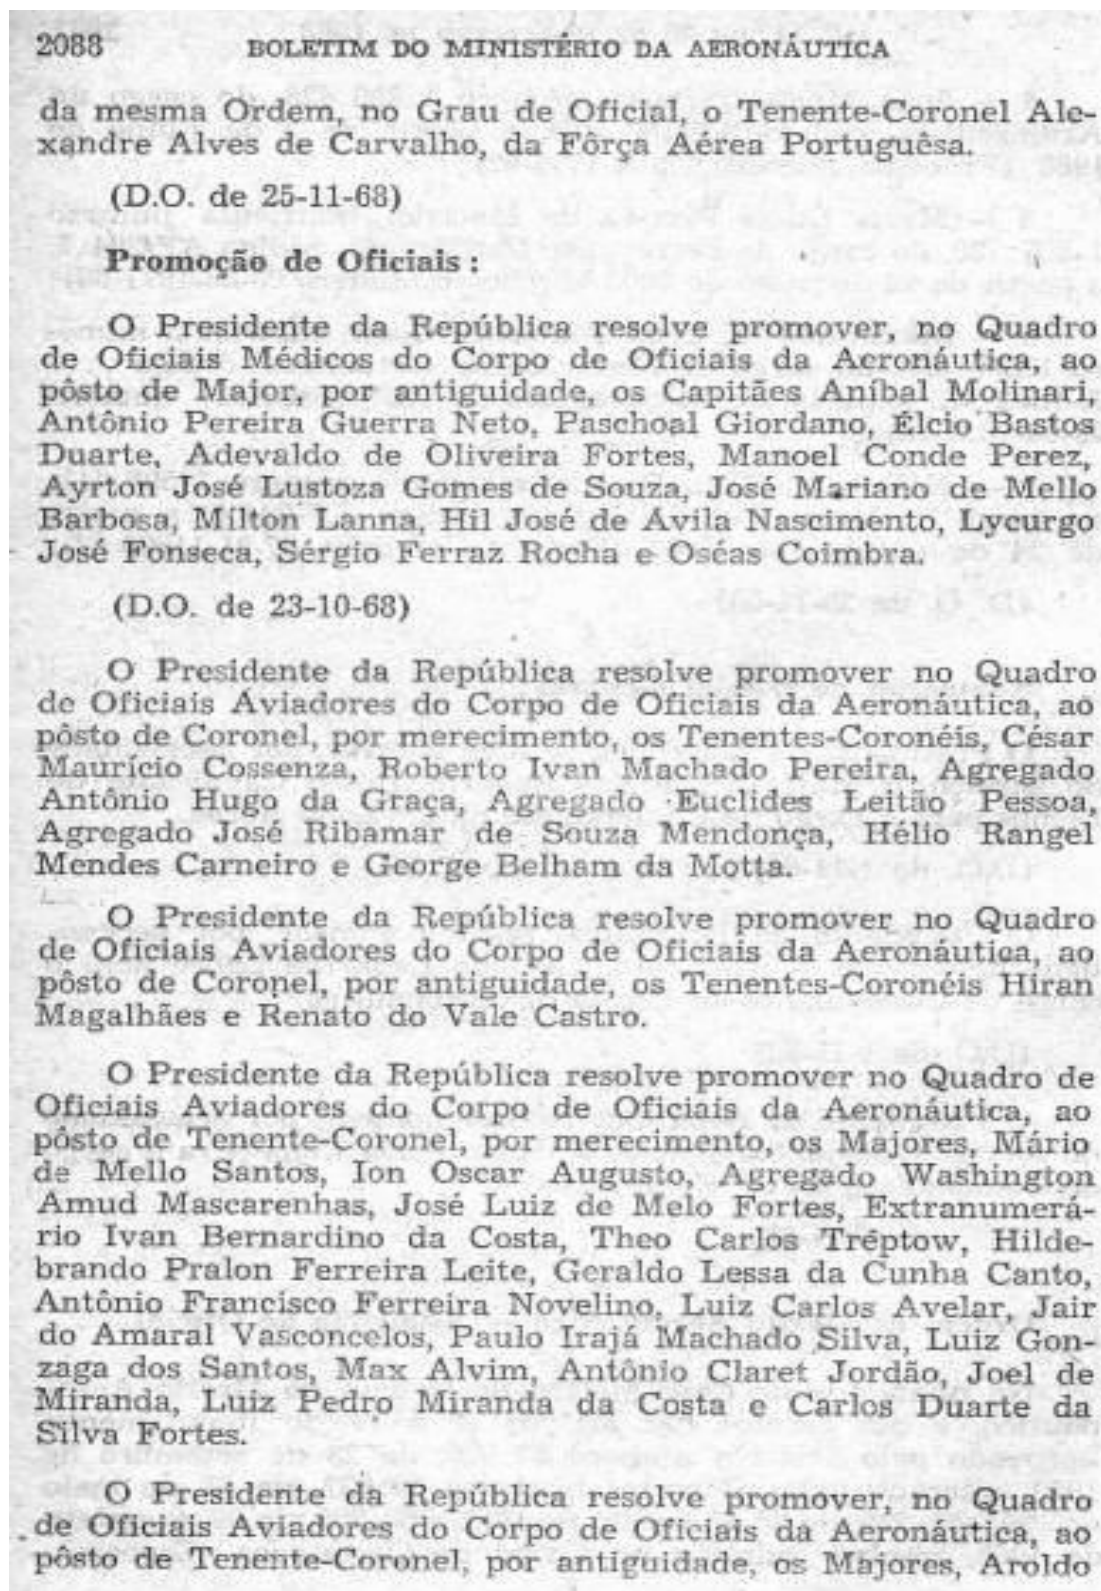 2088 BOLETIM DO MINISTÉRIO DA AERONÁUTICA
da mesma Ordem, no Grau de Oficial, o Tenente-Coronel Ale-
xandre Alves de Carvalho, da Fôrça Aérea Portuguêsa.
(D.O. de 25-11-68)
Promoção de Oficiais :
O Presidente da República resolve promover, no Quadro
de Oficiais Médicos do Corpo de Oficiais da Aeronáutica, ao
pôsto de Major, por antiguidade, os Capitães Aníbal Molinari,
Antônio Pereira Guerra Neto, Paschoal Giordano, Élcio Bastos
Duarte, Adevaldo de Oliveira Fortes, Manoel Conde Perez,
Ayrton José Lustoza Gomes de Souza, José Mariano de Mello
Barbosa, Mílton Lanna, Hil José de Ávila Nascimento, Lycurgo
José Fonseca, Sérgio Ferraz Rocha e Oséas Coimbra.
(D.O. de 23-10-68)
O Presidente da República resolve promover no Quadro
de Oficiais Aviadores do Corpo de Oficiais da Aeronáutica, ao
pôsto de Coronel, por merecimento, os Tenentes-Coronéis, César
Maurício Cossenza, Roberto Ivan Machado Pereira, Agregado
Antônio Hugo da Graça, Agregado Euclides Leitão Pessoa,
Agregado José Ribamar de Souza Mendonça, Hélio Rangel
Mendes Carneiro e George Belham da Motta.
O Presidente da República resolve promover no Quadro
de Oficiais Aviadores do Corpo de Oficiais da Aeronáutica, ao
pôsto de Coronel, por antiguidade, os Tenentes-Coronéis Hiran
Magalhães e Renato do Vale Castro.
O Presidente da República resolve promover no Quadro de
Oficiais Aviadores do Corpo de Oficiais da Aeronáutica, ao
pôsto de Tenente-Coronel, por merecimento, os Majores, Mário
de Mello Santos, Ion Oscar Augusto, Agregado Washington
Amud Mascarenhas, José Luiz de Melo Fortes, Extranumerá-
rio Ivan Bernardino da Costa, Theo Carlos Tréptow, Hilde-
brando Pralon Ferreira Leite, Geraldo Lessa da Cunha Canto,
Antônio Francisco Ferreira Novelino, Luiz Carlos Avelar, Jair
do Amaral Vasconcelos, Paulo Irajá Machado Silva, Luiz Gon-
zaga dos Santos, Max Alvim, Antônio Claret Jordão, Joel de
Miranda, Luiz Pedro Miranda da Costa e Carlos Duarte da
Silva Fortes.
O Presidente da República resolve promover, no Quadro
de Oficiais Aviadores do Corpo de Oficiais da Aeronáutica, ao
pôsto de Tenente-Coronel, por antiguidade, os Majores, Aroldo